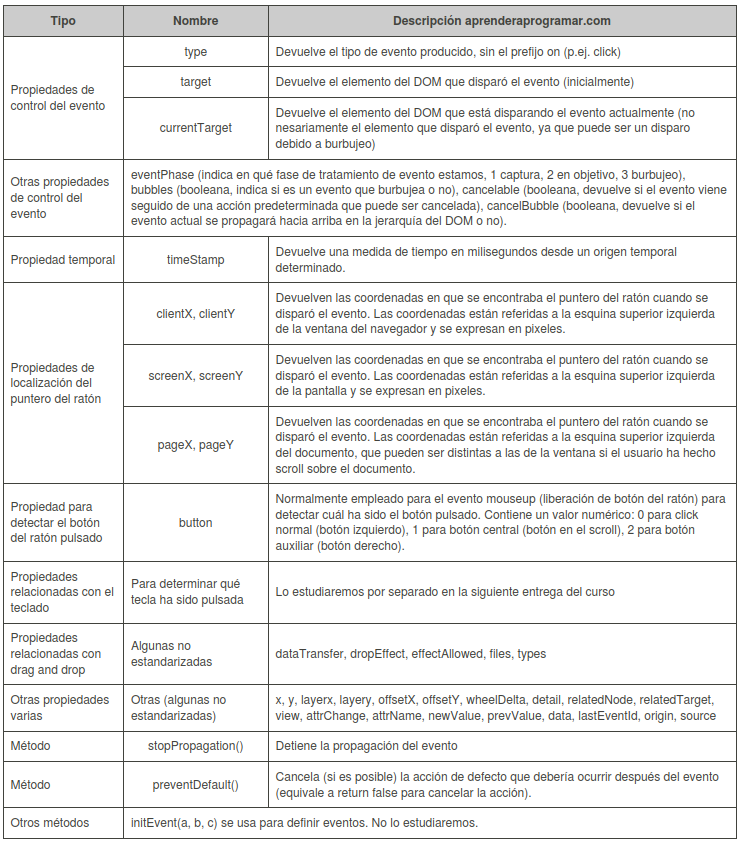 Tipo
Nombre
Descripción aprenderaprogramar.com
Propiedades de
control del evento
type
Devuelve el tipo de evento producido, sin el prefijo on (p.ej. click)
target
Devuelve el elemento del DOM que disparó el evento (inicialmente)
currentTarget
Devuelve el elemento del DOM que está disparando el evento actualmente (no
nesariamente el elemento que disparó el evento, ya que puede ser un disparo
debido a burbujeo)
Otras propiedades
de control del
evento
eventPhase (indica en qué fase de tratamiento de evento estamos, 1 captura, 2 en objetivo, 3 burbujeo),
bubbles (booleana, indica si es un evento que burbujea o no), cancelable (booleana, devuelve si el evento viene
seguido de una acción predeterminada que puede ser cancelada), cancelBubble (booleana, devuelve si el
evento actual se propagará hacia arriba en la jerarquía del DOM o no).
Propiedad temporal
timeStamp
Devuelve una medida de tiempo en milisegundos desde un origen temporal
determinado.
Propiedades de
localización del
puntero del ratón
clientX, clientY
Devuelven las coordenadas en que se encontraba el puntero del ratón cuando se
disparó el evento. Las coordenadas están referidas a la esquina superior izquierda
de la ventana del navegador y se expresan en pixeles.
screenX, screenY
Devuelven las coordenadas en que se encontraba el puntero del ratón cuando se
disparó el evento. Las coordenadas están referidas a la esquina superior izquierda
de la pantalla y se expresan en pixeles.
pageX, pageY
Devuelven las coordenadas en que se encontraba el puntero del ratón cuando se
disparó el evento. Las coordenadas están referidas a la esquina superior izquierda
del documento, que pueden ser distintas a las de la ventana si el usuario ha hecho
scroll sobre el documento.
Propiedad para
detectar el botón
del ratón pulsado
button
Normalmente empleado para el evento mouseup (liberación de botón del ratón) para
detectar cuál ha sido el botón pulsado. Contiene un valor numérico: 0 para click
normal (botón izquierdo), 1 para botón central (botón en el scroll), 2 para botón
auxiliar (botón derecho).
Propiedades
relacionadas con el
teclado
Para determinar qué
tecla ha sido pulsada
Lo estudiaremos por separado en la siguiente entrega del curso
Propiedades
relacionadas con
drag and drop
Algunas no
estandarizadas
dataTransfer, dropEffect, effectAllowed, files, types
Otras propiedades
varias
Otras (algunas no
estandarizadas)
x, y, layerx, layery, offsetX, offsetY, wheelDelta, detail, relatedNode, relatedTarget,
view, attrChange, attrName, newValue, prevValue, data, lastEventId, origin, source
Método
stopPropagation()
Detiene la propagación del evento
Método
preventDefault()
Cancela (si es posible) la acción de defecto que debería ocurrir después del evento
(equivale a return false para cancelar la acción).
Otros métodos
initEvent(a, b, c) se usa para definir eventos. No lo estudiaremos.